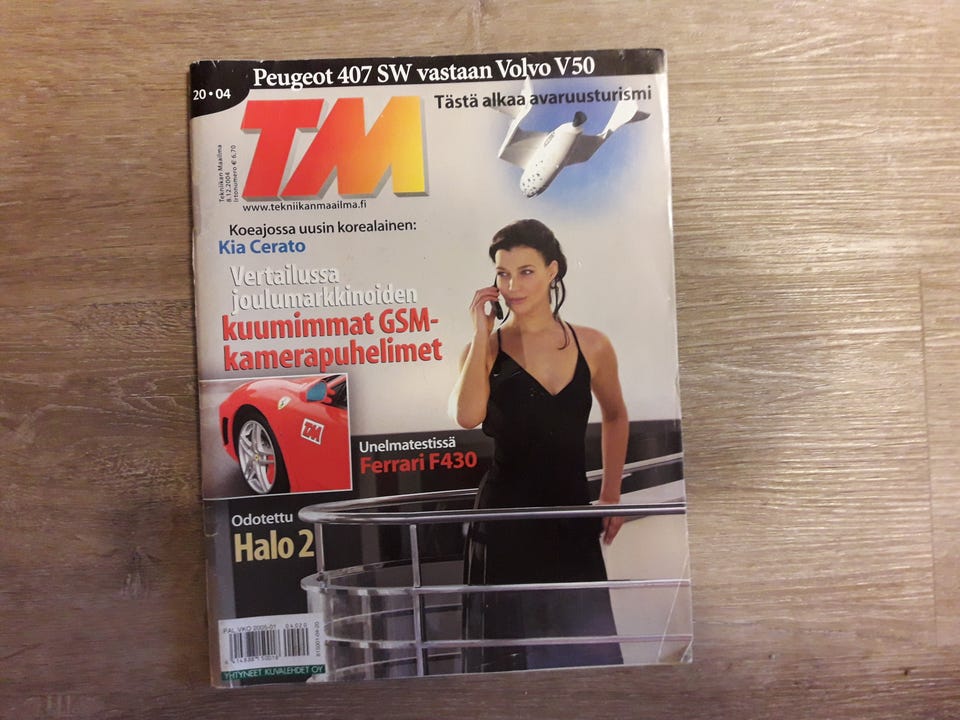 Peugeot 407 SW vastaan Volvo V50
20•04
Tästä alkaa avaruusturismi
TM
Tekniikan Maailma
8.12.2004
Irtonumero € 6,70
www.tekniikanmaailma.fi
Koeajossa uusin korealainen:
Kia Cerato
Vertailussa
joulumarkkinoiden
kuumimmat GSM-
kamerapuhelimet
TM
Unelmatestissä
Ferrari F430
Odotettu
Halo 2
PAL VKO 2005-01
04020
YHTYNEET KUVALEHDET OY